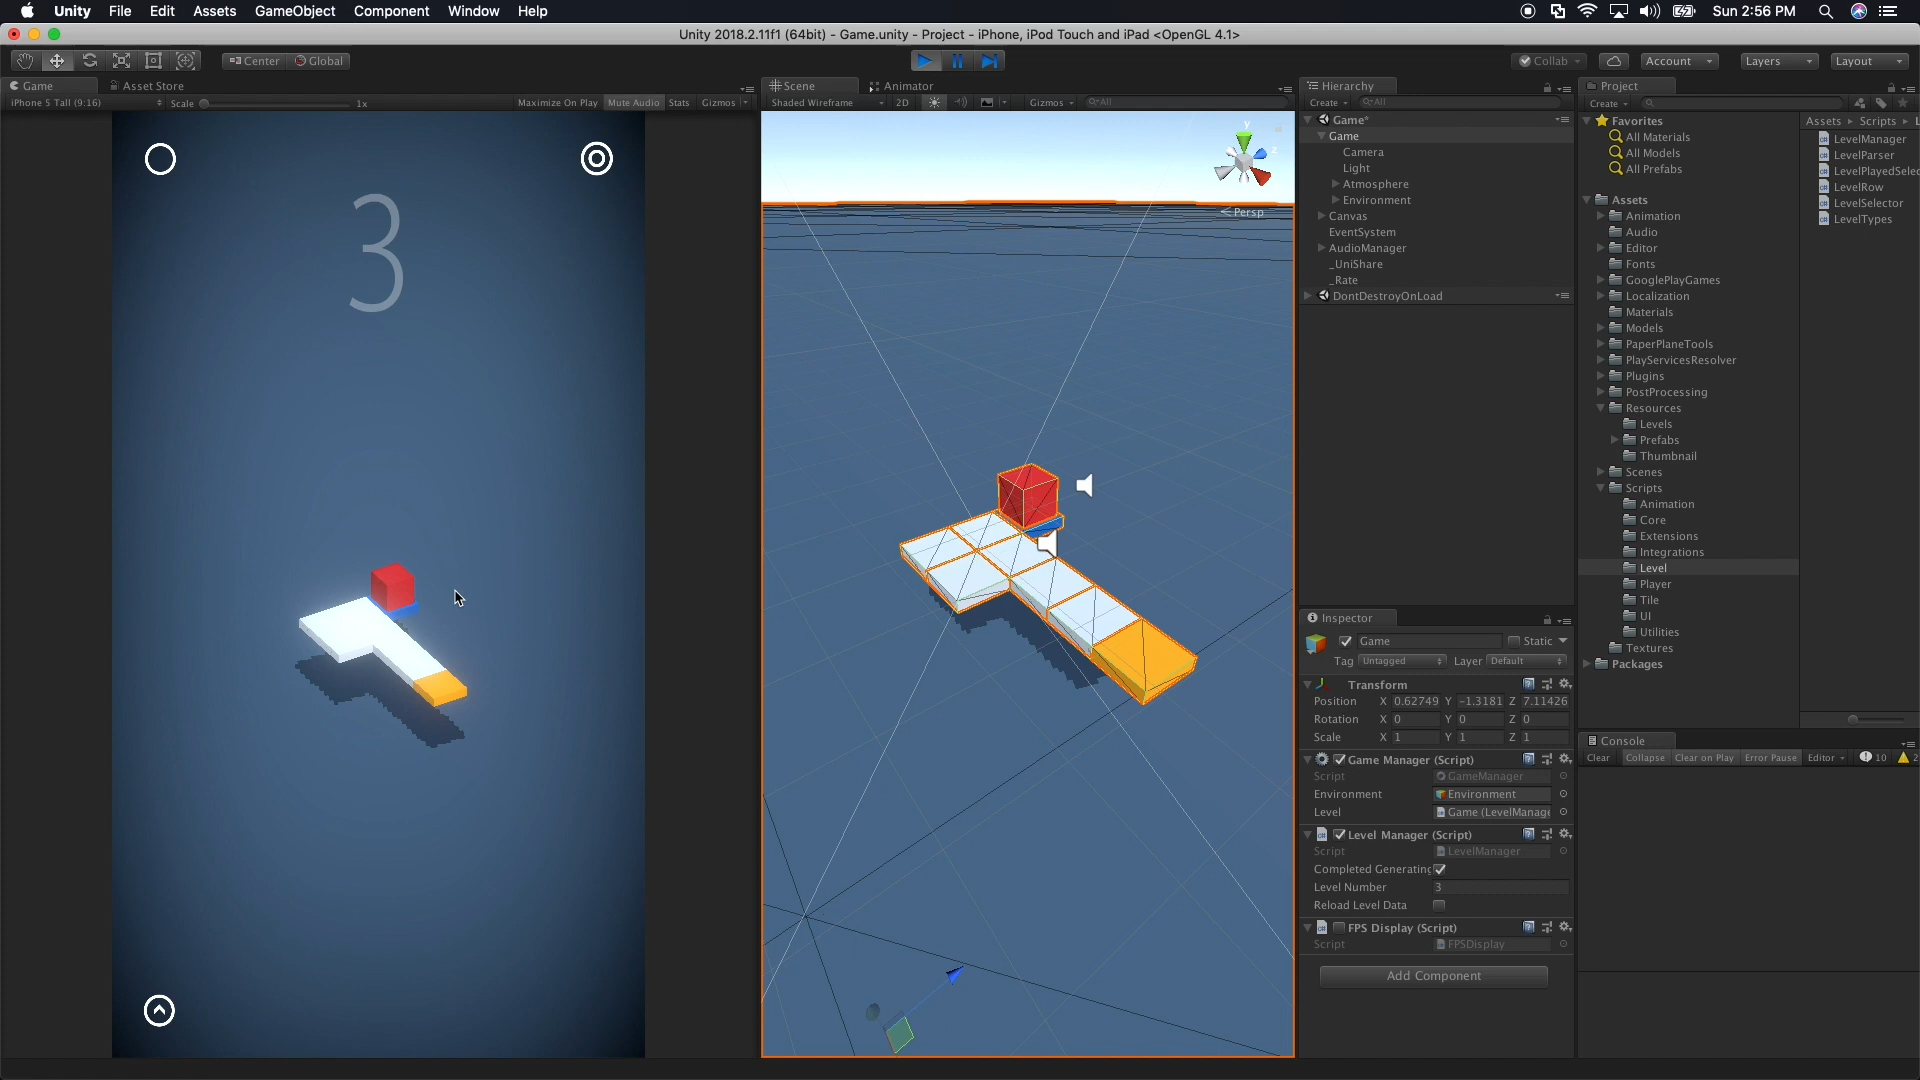 Unity File Edit Assets GameObject Component Window Help Sun 2:56 PM
Unity 2018.2.11f1 (64bit) - Game.unity - Project - iPhone, iPod Touch and iPad <OpenGL 4.1>
Center Global Collab Account Layers Layout
Game Asset Store
iPhone 5 Tall (9:16) Scale 1x Maximize On Play Mute Audio Stats Gizmos
3
Scene Animator
Shaded Wireframe 2D Gizmos All
y
z
Persp
Hierarchy
Create All
Game*
Game
Camera
Light
Atmosphere
Environment
Canvas
EventSystem
AudioManager
_UniShare
_Rate
DontDestroyOnLoad
Inspector
Game Static
Tag Untagged Layer Default
Transform
Position X 0.62749 Y -1.3181 Z 7.11426
Rotation X 0 Y 0 Z 0
Scale X 1 Y 1 Z 1
Game Manager (Script)
Script GameManager
Environment Environment
Level Game (LevelManage
Level Manager (Script)
Script LevelManager
Completed Generating
Level Number 3
Reload Level Data
FPS Display (Script)
Script FPSDisplay
Add Component
Project
Create
Favorites
All Materials
All Models
All Prefabs
Assets
Animation
Audio
Editor
Fonts
GooglePlayGames
Localization
Materials
Models
PaperPlaneTools
PlayServicesResolver
Plugins
PostProcessing
Resources
Levels
Prefabs
Thumbnail
Scenes
Scripts
Animation
Core
Extensions
Integrations
Level
Player
Tile
UI
Utilities
Textures
Packages
Assets Scripts L
LevelManager
LevelParser
LevelPlayedSelec
LevelRow
LevelSelector
LevelTypes
Console
Clear Collapse Clear on Play Error Pause Editor 10 2